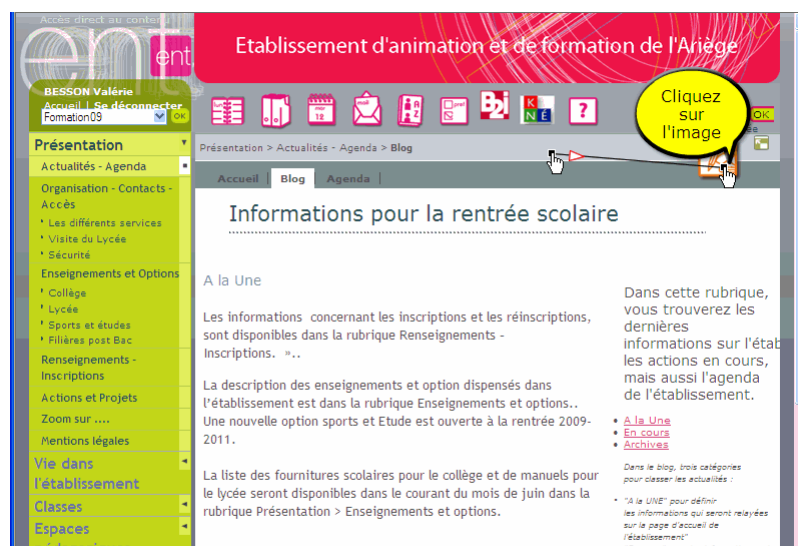 Accès direct au contenu
ent
ent
Etablissement d'animation et de formation de l'Ariège
BESSON Valérie
Accueil | Se déconnecter
Formation09
OK
lun
mer
12
mail
A
Z
pref
B2i
K
NÉ
?
Cliquez
sur
l'image
OK
Présentation
Actualités - Agenda
Organisation - Contacts -
Accès
Les différents services
Visite du Lycée
Sécurité
Enseignements et Options
Collège
Lycée
Sports et études
Filières post Bac
Renseignements -
Inscriptions
Actions et Projets
Zoom sur ....
Mentions légales
Vie dans
l'établissement
Classes
Espaces
Présentation > Actualités - Agenda > Blog
Accueil | Blog Agenda |
Informations pour la rentrée scolaire
A la Une
Les informations concernant les inscriptions et les réinscriptions,
sont disponibles dans la rubrique Renseignements -
Inscriptions. »..
La description des enseignements et option dispensés dans
l'établissement est dans la rubrique Enseignements et options..
Une nouvelle option sports et Etude est ouverte à la rentrée 2009-
2011.
La liste des fournitures scolaires pour le collège et de manuels pour
le lycée seront disponibles dans le courant du mois de juin dans la
rubrique Présentation > Enseignements et options.
Dans cette rubrique,
vous trouverez les
dernières
informations sur l'étab
les actions en cours,
mais aussi l'agenda
de l'établissement.
A la Une
En cours
Archives
Dans le blog, trois catégories
pour classer les actualités :
"A la UNE" pour définir
les informations qui seront relayées
sur la page d'accueil de
l'établissement"